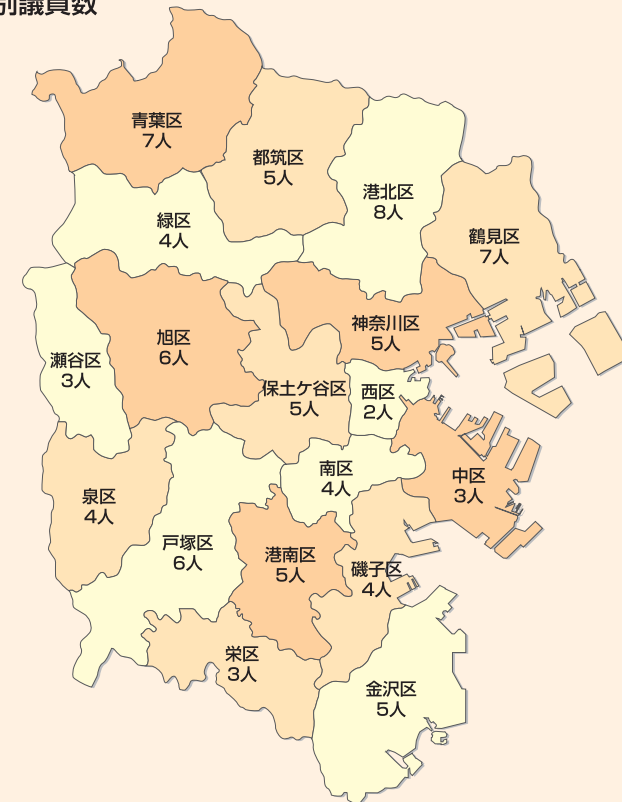 別議員数
青葉区
7人
都筑区
5人
港北区
8人
緑区
4人
鶴見区
7人
旭区
6人
神奈川区
5人
瀬谷区
3人
保土ケ谷区
5人
西区
2人
南区
4人
中区
3人
泉区
4人
戸塚区
6人
港南区
5人
磯子区
4人
栄区
3人
金沢区
5人